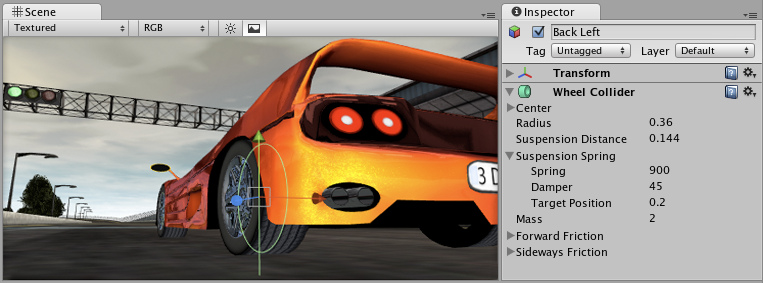 Scene
Textured
RGB
3 D
Inspector
Back Left
Tag Untagged Layer Default
Transform
Wheel Collider
Center
Radius 0.36
Suspension Distance 0.144
Suspension Spring
Spring 900
Damper 45
Target Position 0.2
Mass 2
Forward Friction
Sideways Friction